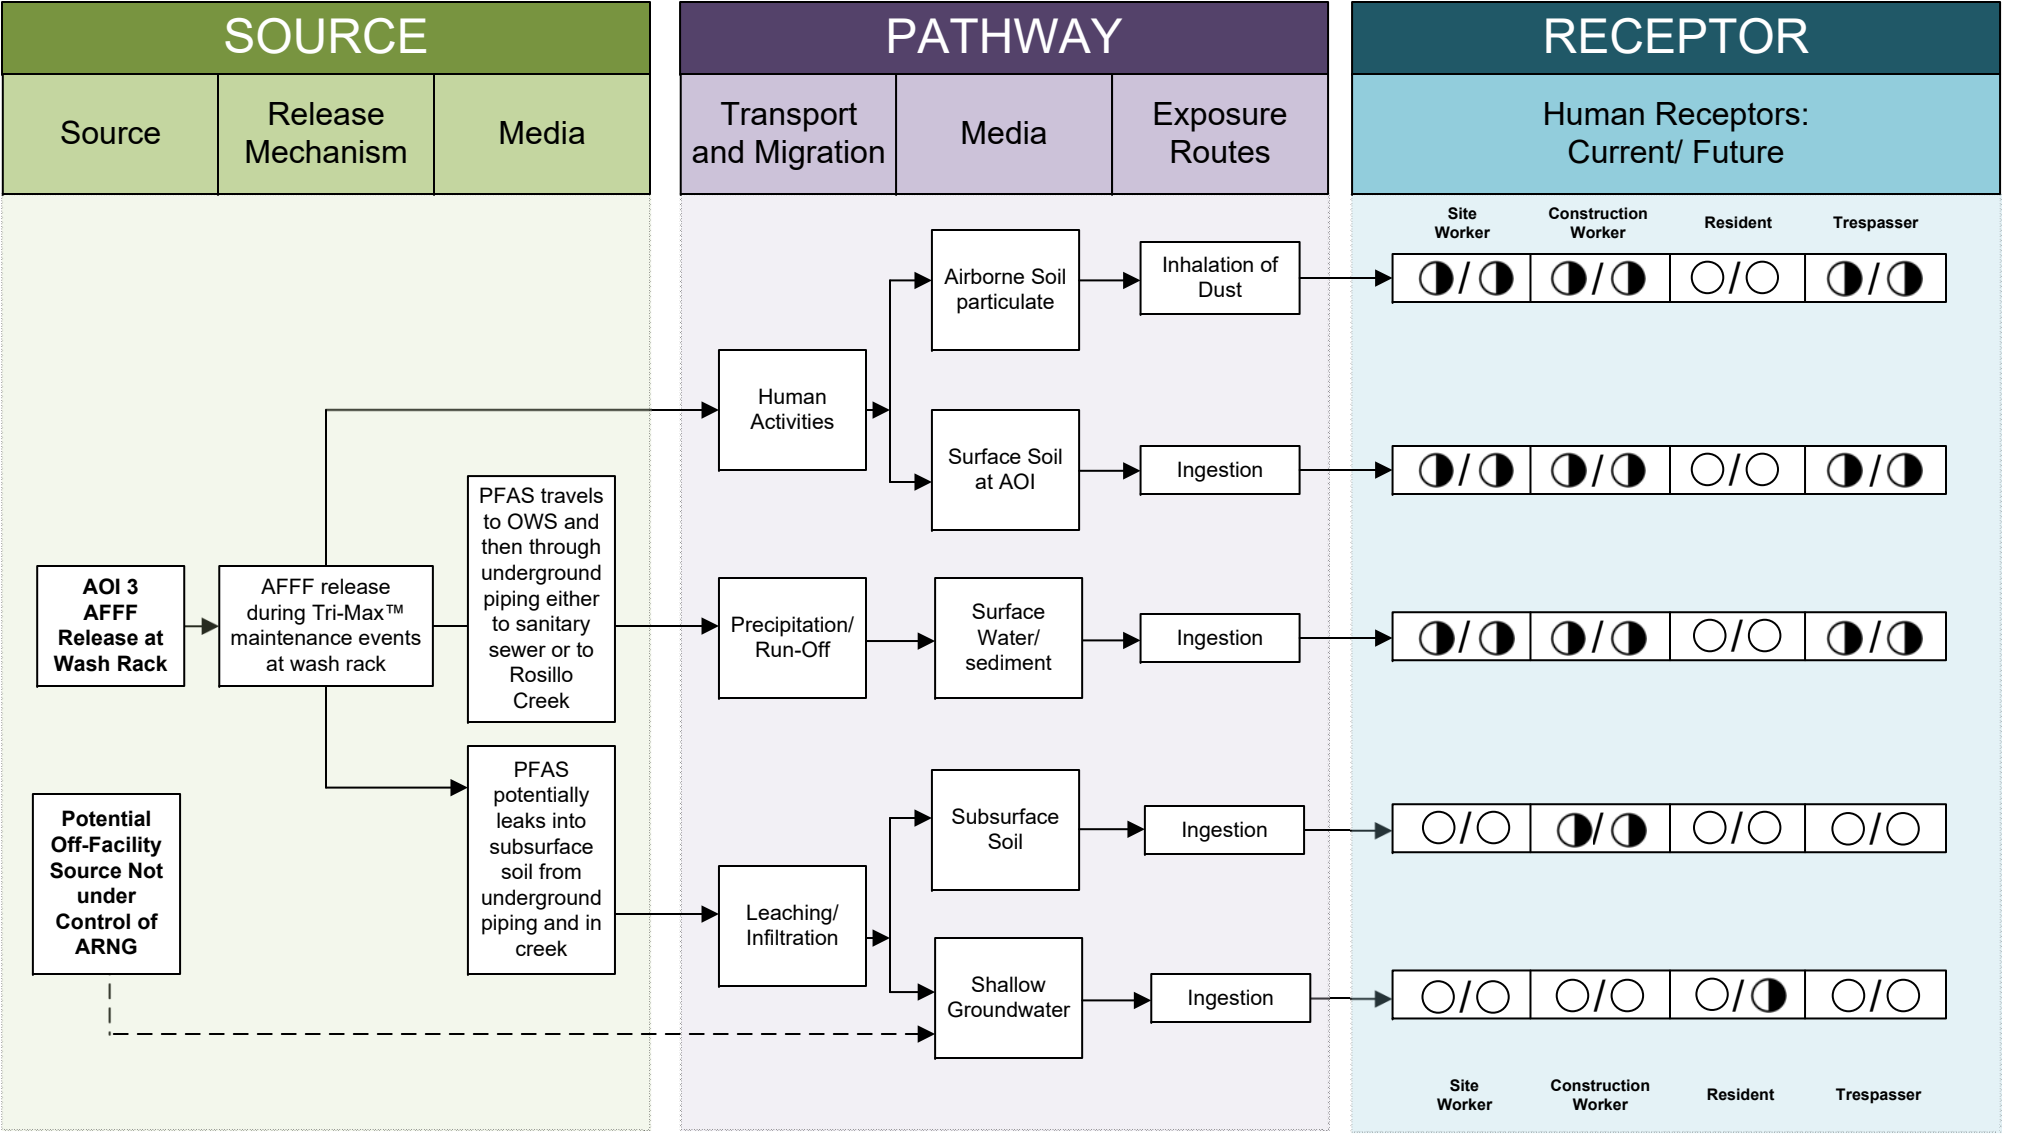 SOURCE
PATHWAY
RECEPTOR
Source
Release
Mechanism
Media
Transport
and Migration
Media
Exposure
Routes
Human Receptors:
Current/ Future
Site
Worker
Construction
Worker
Resident
Trespasser
Airborne Soil
particulate
Inhalation of
Dust
/
/
/
/
Human
Activities
Surface Soil
at AOI
Ingestion
/
/
/
/
AOI 3
AFFF
Release at
Wash Rack
AFFF release
during Tri-Max™
maintenance events
at wash rack
PFAS travels
to OWS and
then through
underground
piping either
to sanitary
sewer or to
Rosillo
Creek
Precipitation/
Run-Off
Surface
Water/
sediment
Ingestion
/
/
/
/
Potential
Off-Facility
Source Not
under
Control of
ARNG
PFAS
potentially
leaks into
subsurface
soil from
underground
piping and in
creek
Leaching/
Infiltration
Subsurface
Soil
Ingestion
/
/
/
/
Shallow
Groundwater
Ingestion
/
/
/
/
Site
Worker
Construction
Worker
Resident
Trespasser